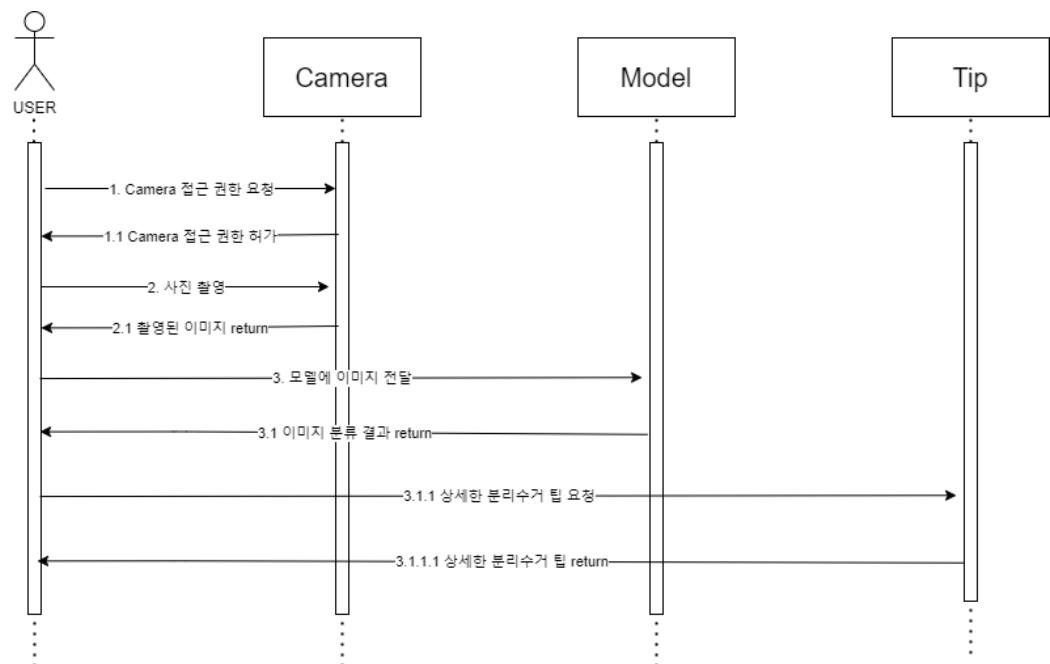 USER
Camera
Model
Tip
1. Camera 접근 권한 요청
1.1 Camera 접근 권한 허가
2. 사진 촬영
2.1 촬영된 이미지 return
3. 모델에 이미지 전달
3.1 이미지 분류 결과 return
3.1.1 상세한 분리수거 팁 요청
3.1.1.1 상세한 분리수거 팁 return